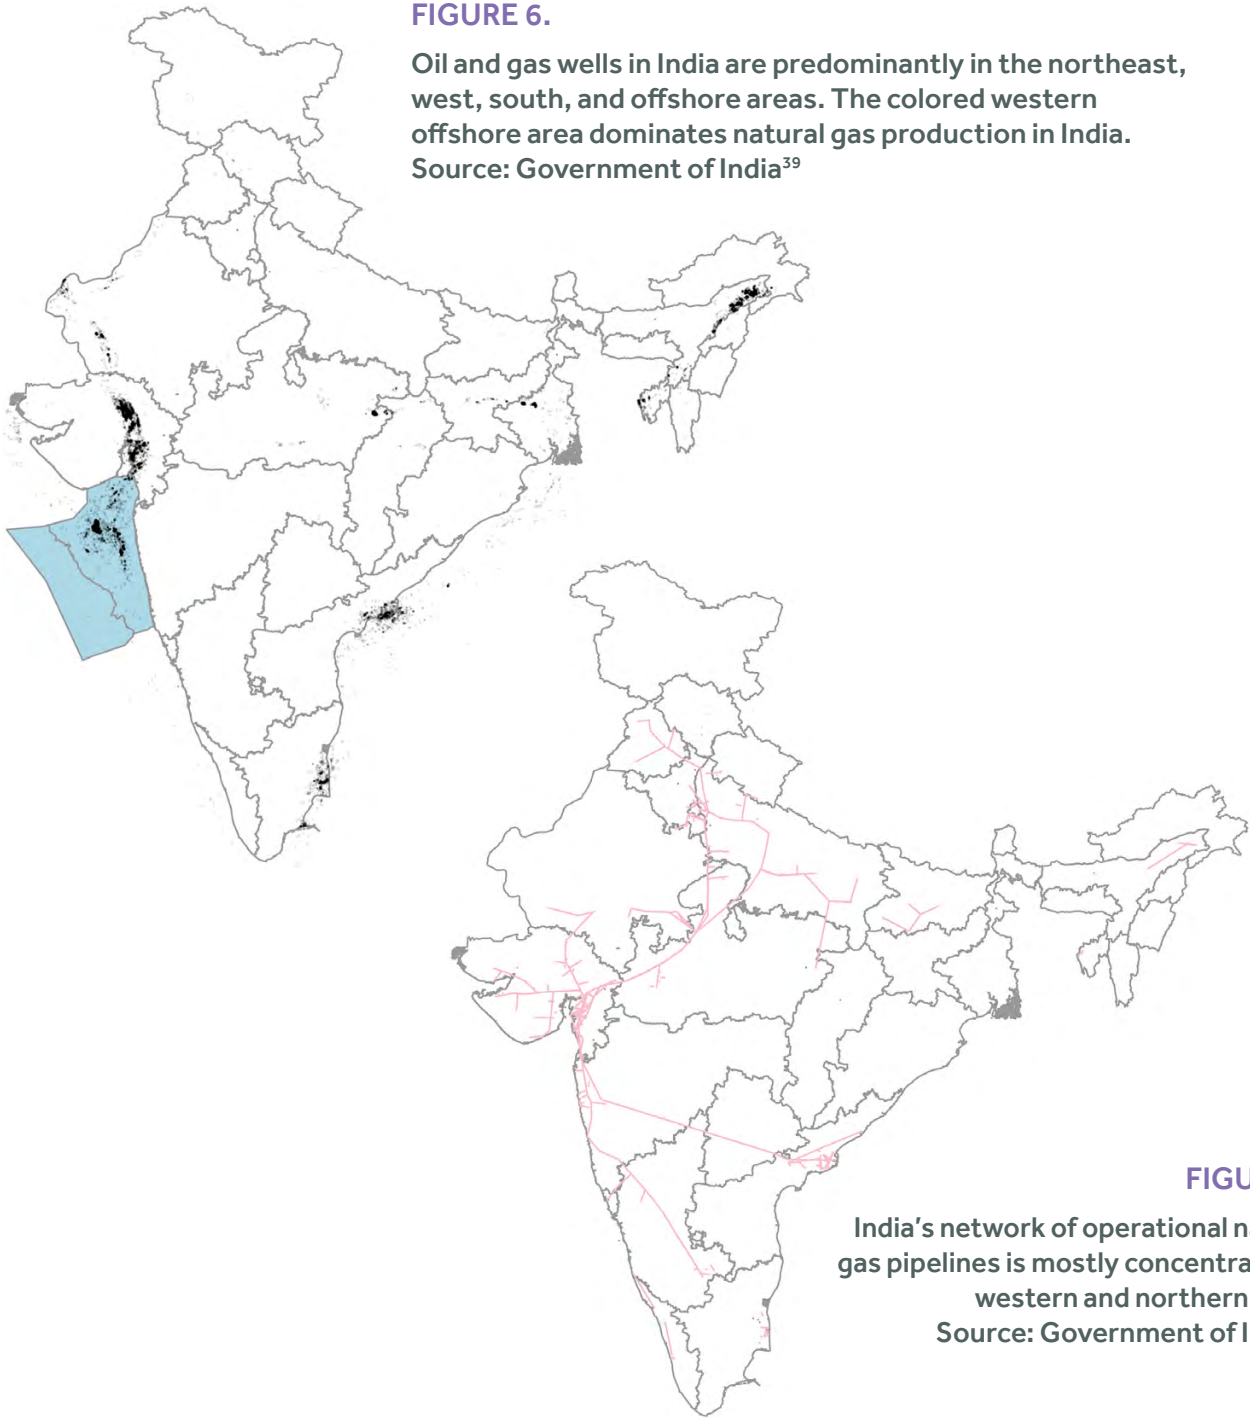 FIGURE 6.
Oil and gas wells in India are predominantly in the northeast,
west, south, and offshore areas. The colored western
offshore area dominates natural gas production in India.
Source: Government of India³⁹
FIGU
India’s network of operational na
gas pipelines is mostly concentra
western and northern
Source: Government of I